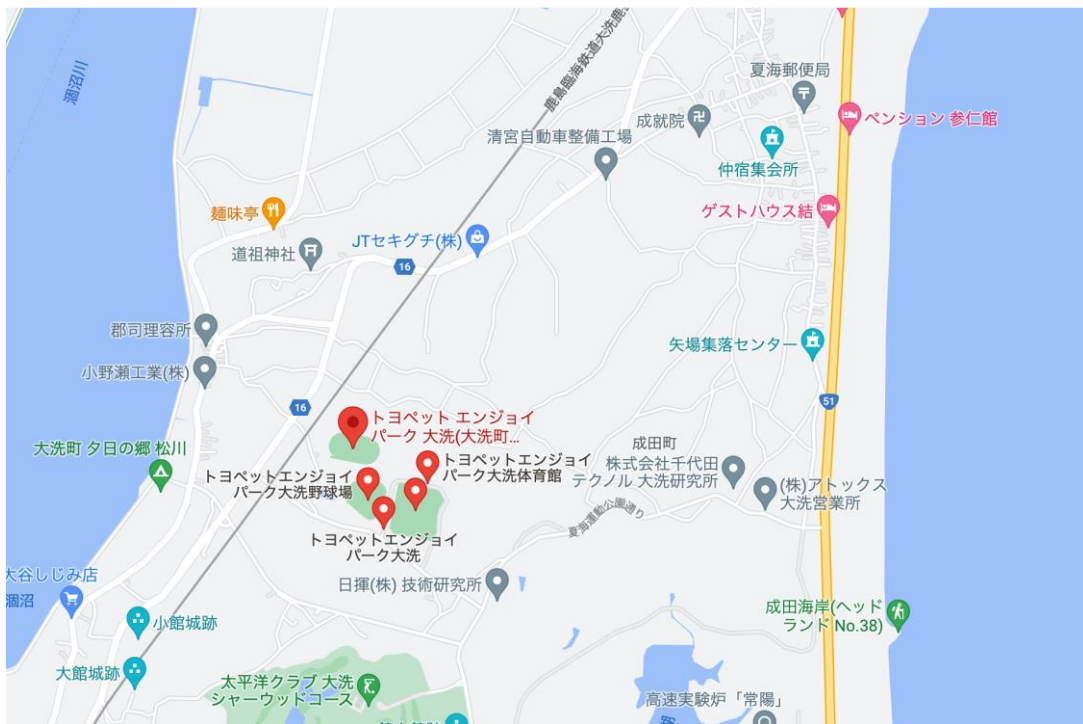 涸沼川
鹿島臨海鉄道大洗鹿
夏海郵便局
成就院
ペンション 参仁館
清宮自動車整備工場
仲宿集会所
麺味亭
ゲストハウス結
JTセキグチ(株)
道祖神社
16
郡司理容所
矢場集落センター
小野瀬工業(株)
51
16
トヨペット エンジョイ
パーク 大洗(大洗町...
大洗町 夕日の郷 松川
成田町
トヨペットエンジョイ
パーク大洗体育館
株式会社千代田
テクノル 大洗研究所
トヨペットエンジョイ
パーク大洗野球場
(株)アトックス
大洗営業所
夏海運動公園通り
トヨペットエンジョイ
パーク大洗
大谷しじみ店
日揮(株) 技術研究所
涸沼
成田海岸(ヘッド
ランド No.38)
小館城跡
大館城跡
太平洋クラブ 大洗
シャーウッドコース
高速実験炉「常陽」